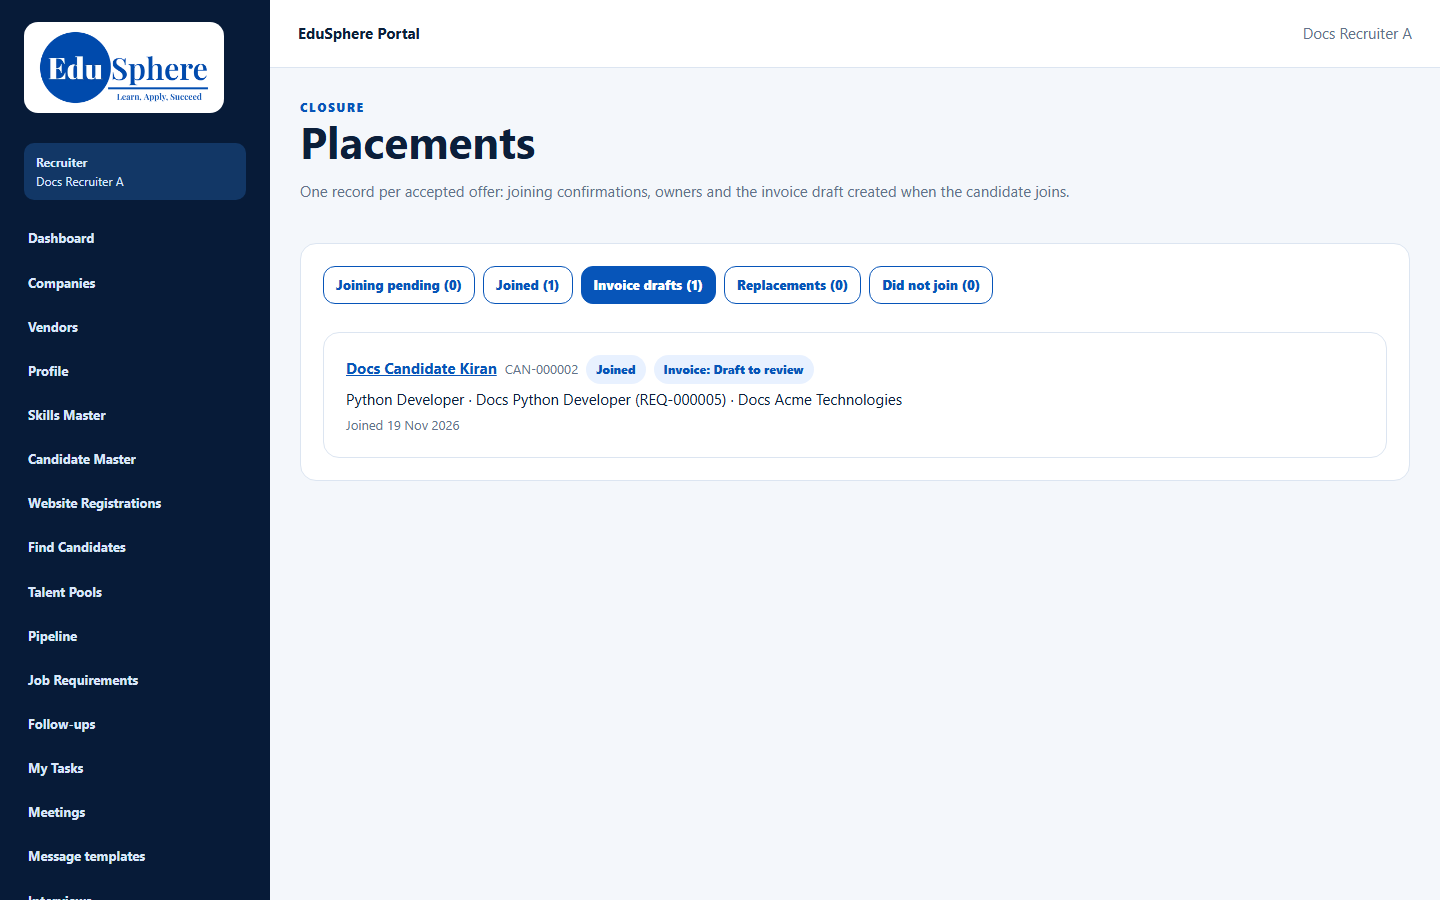 EduSphere
Learn. Apply, Succeed
EduSphere Portal
Docs Recruiter A
Recruiter
Docs Recruiter A
Dashboard
Companies
Vendors
Profile
Skills Master
Candidate Master
Website Registrations
Find Candidates
Talent Pools
Pipeline
Job Requirements
Follow-ups
My Tasks
Meetings
Message templates
Interviews
CLOSURE
Placements
One record per accepted offer: joining confirmations, owners and the invoice draft created when the candidate joins.
Joining pending (0) Joined (1) Invoice drafts (1) Replacements (0) Did not join (0)
Docs Candidate Kiran CAN-000002 Joined Invoice: Draft to review
Python Developer · Docs Python Developer (REQ-000005) · Docs Acme Technologies
Joined 19 Nov 2026